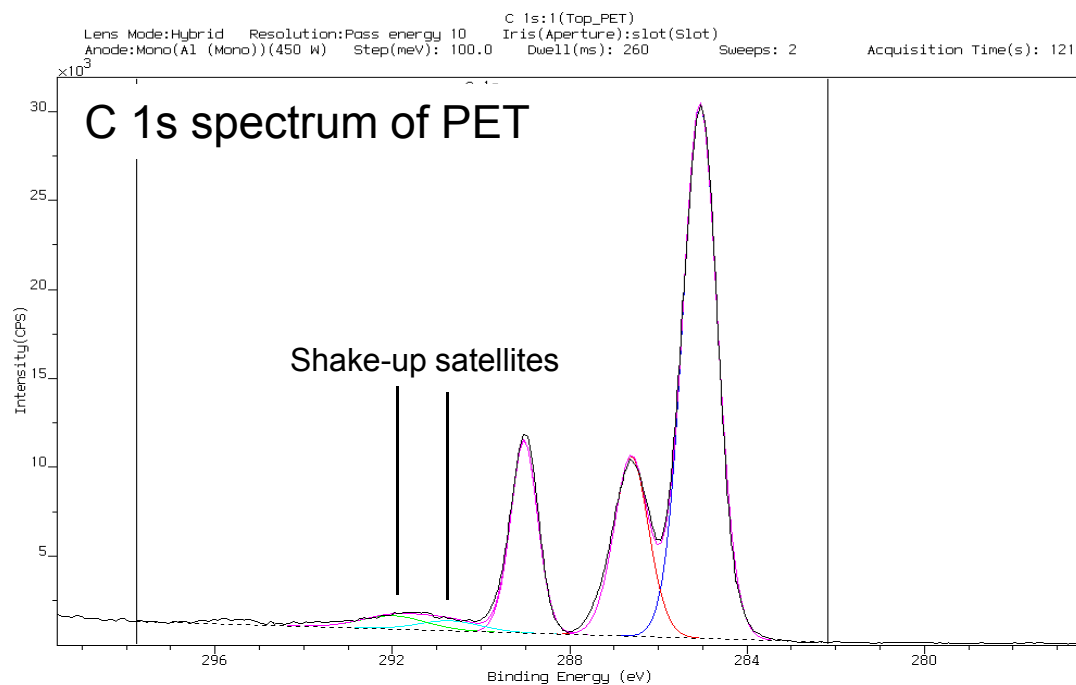 C 1s:1(Top_PET)
Lens Mode:Hybrid Resolution:Pass energy 10 Iris(Aperture):slot(Slot)
Anode:Mono(Al (Mono))(450 W) Step(meV): 100.0 Dwell(ms): 260 Sweeps: 2 Acquisition Time(s): 121
×10³
C 1s spectrum of PET
30
25
20
Shake-up satellites
15
10
5
Intensity(CPS)
296 292 288 284 280
Binding Energy (eV)